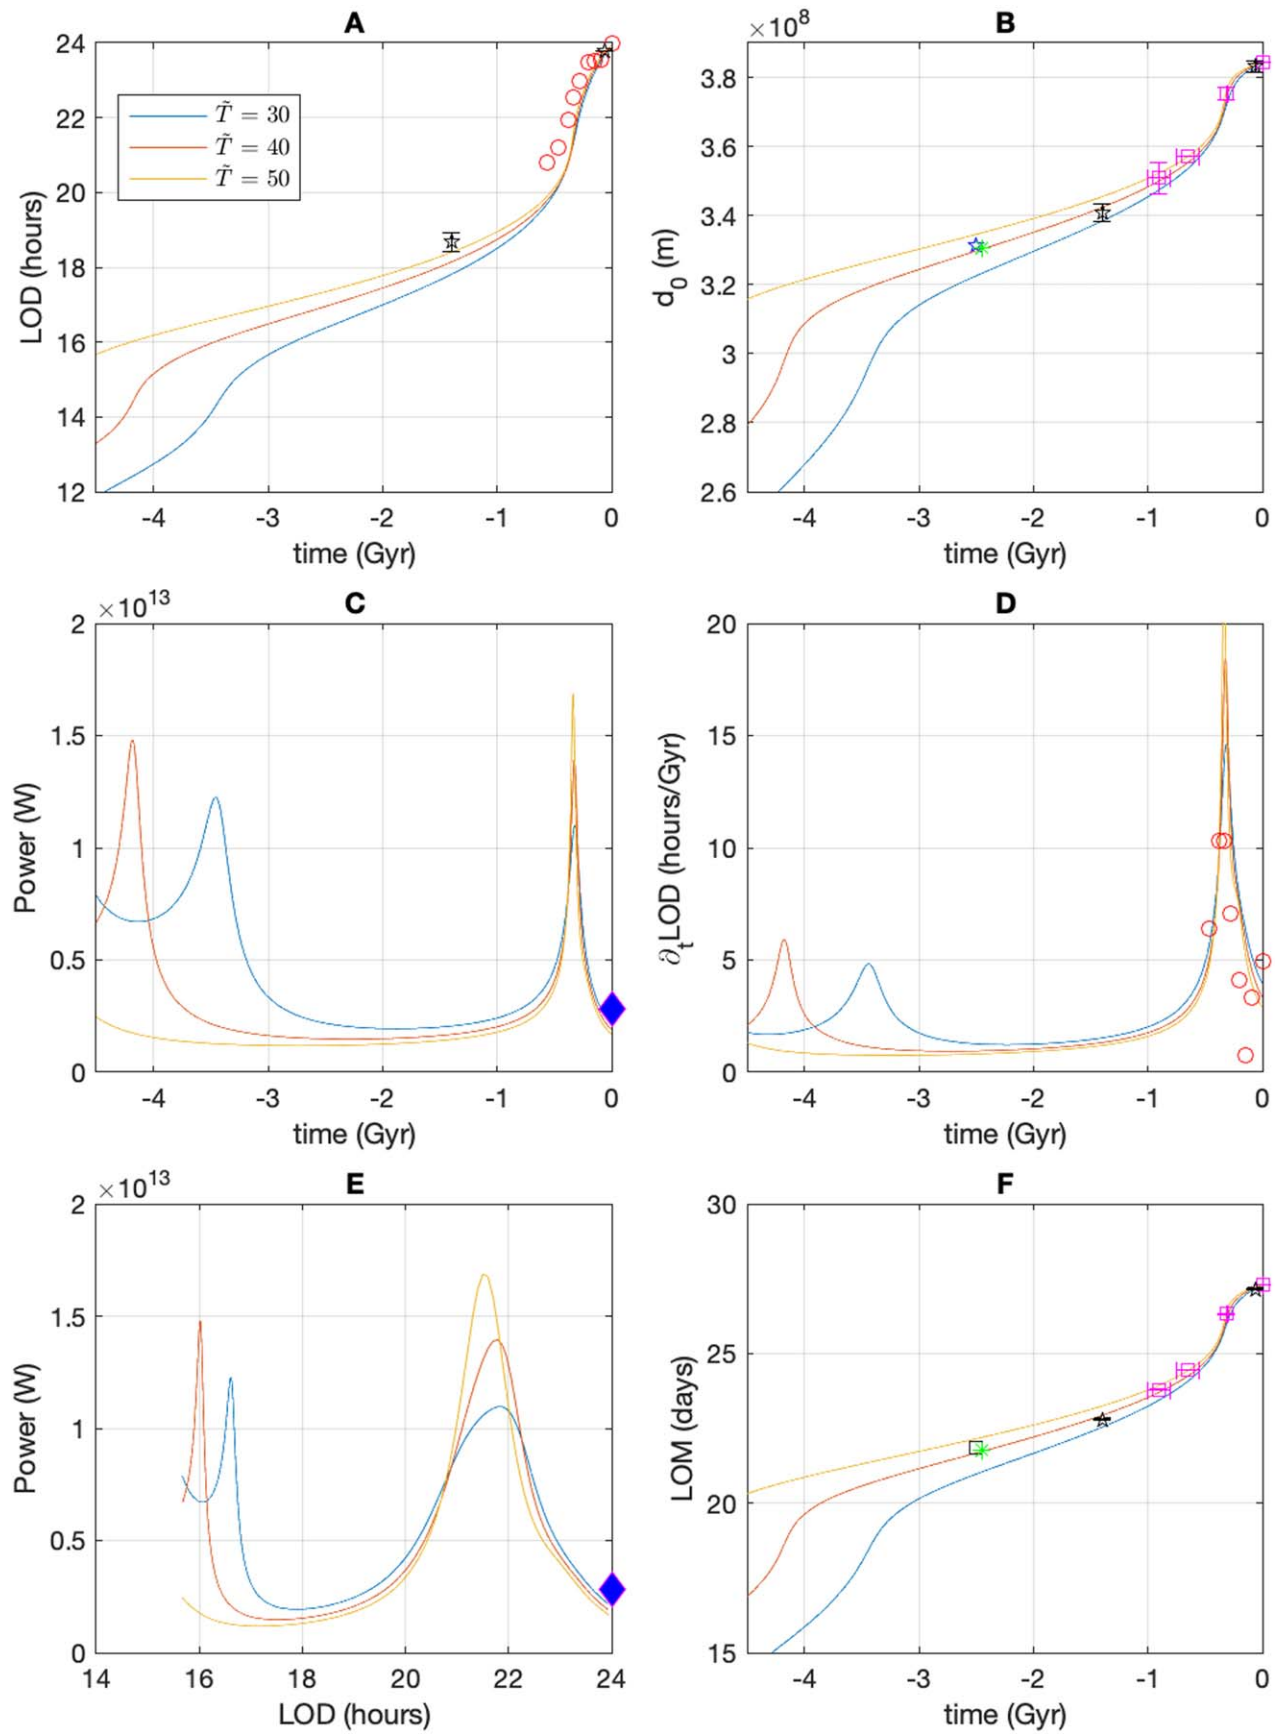 A
24
22
20
18
16
14
12
LOD (hours)
T̃ = 30
T̃ = 40
T̃ = 50
-4 -3 -2 -1 0
time (Gyr)
B
×10⁸
3.8
3.6
3.4
3.2
3
2.8
2.6
d₀ (m)
-4 -3 -2 -1 0
time (Gyr)
C
×10¹³
2
1.5
1
0.5
0
Power (W)
-4 -3 -2 -1 0
time (Gyr)
D
20
15
10
5
0
∂ₜLOD (hours/Gyr)
-4 -3 -2 -1 0
time (Gyr)
E
×10¹³
2
1.5
1
0.5
0
Power (W)
14 16 18 20 22 24
LOD (hours)
F
30
25
20
15
LOM (days)
-4 -3 -2 -1 0
time (Gyr)